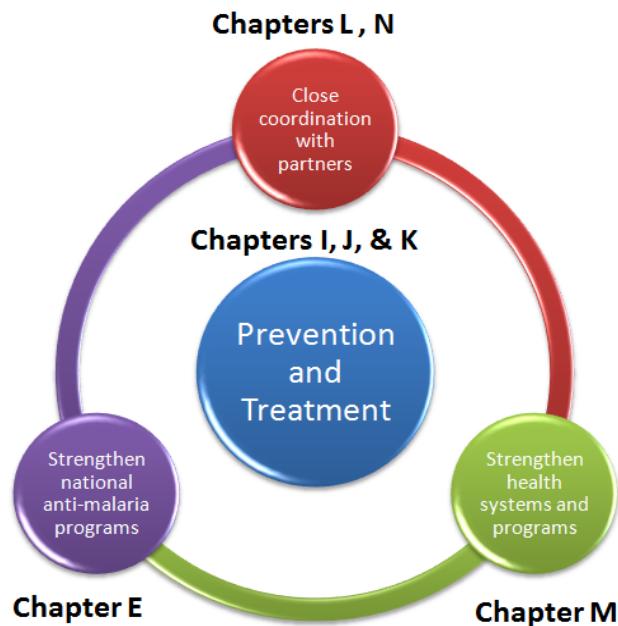 Chapters L , N
Close
coordination
with
partners
Chapters I, J, & K
Prevention
and
Treatment
Strengthen
national
anti-malaria
programs
Chapter E
Strengthen
health
systems and
programs
Chapter M